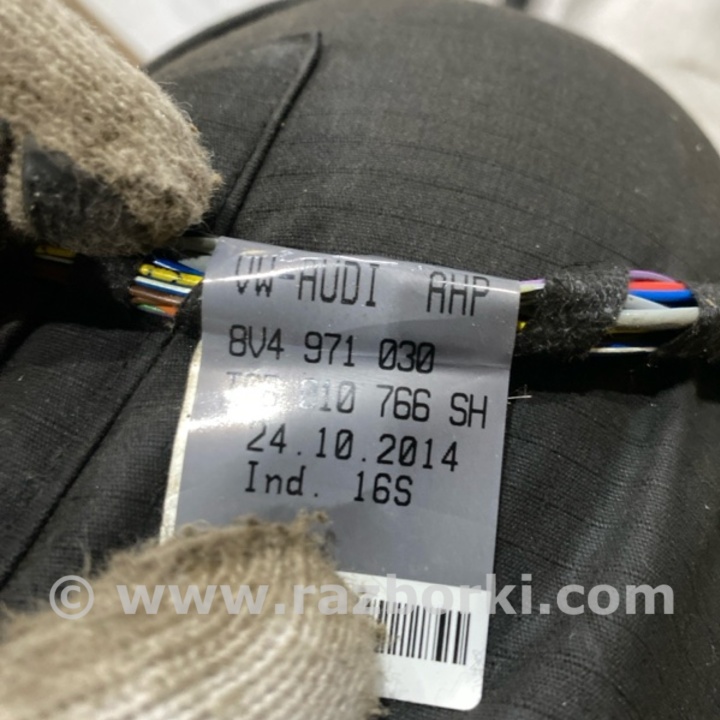 VW-AUDI AHP
8V4 971 030
766 SH
24.10.2014
Ind. 16S
© www.razborki.com